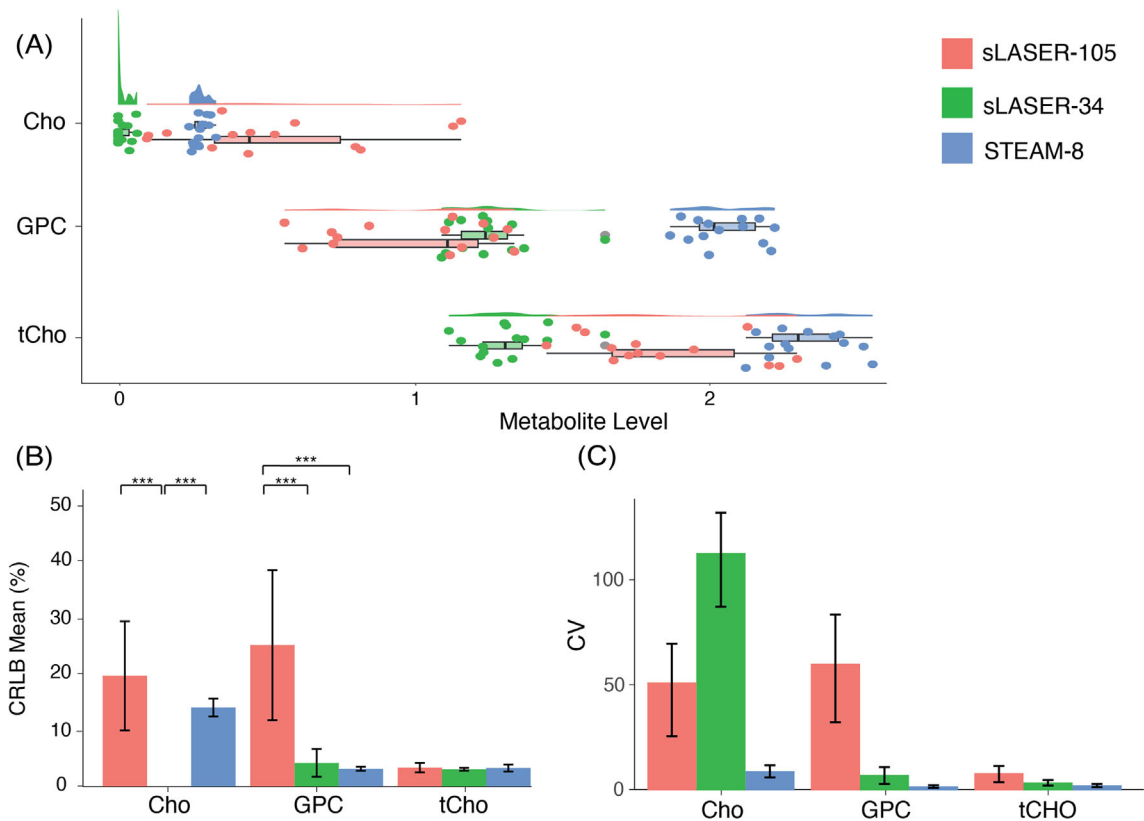 (A)
sLASER-105
sLASER-34
STEAM-8
Cho
GPC
tCho
0
1
2
Metabolite Level
(B)
***
***
***
***
50
40
30
20
10
0
CRLB Mean (%)
Cho
GPC
tCho
(C)
100
50
0
CV
Cho
GPC
tCHO